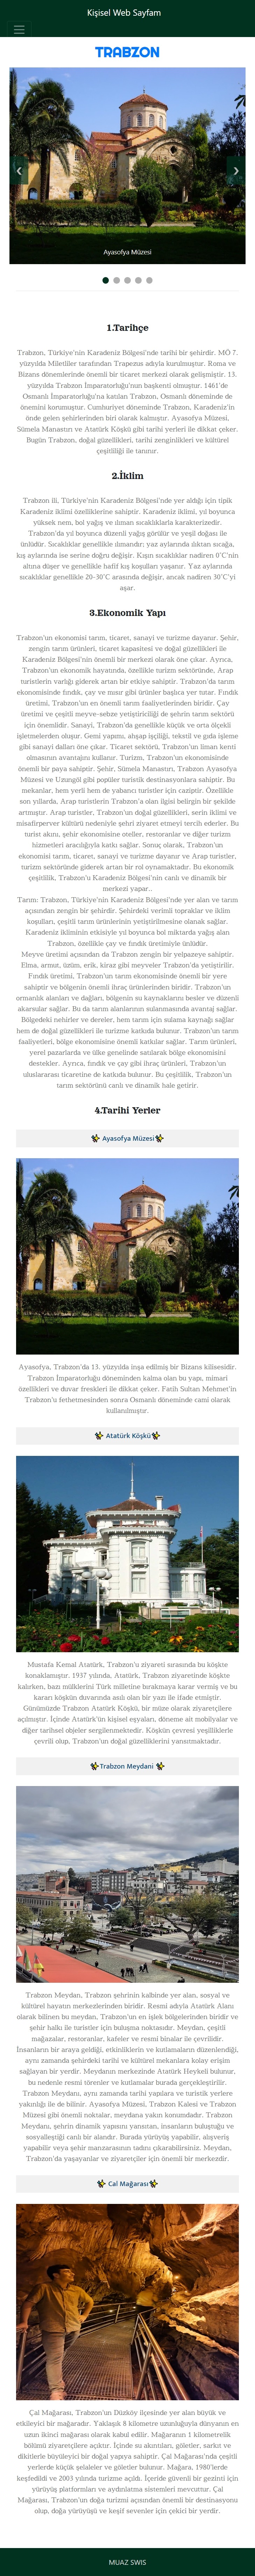 Kişisel Web Sayfam
TRABZON
Ayasofya Müzesi
1.Tarihçe
Trabzon, Türkiye'nin Karadeniz Bölgesi'nde tarihi bir şehirdir. MÖ 7.
yüzyılda Miletliler tarafından Trapezus adıyla kurulmuştur. Roma ve
Bizans dönemlerinde önemli bir ticaret merkezi olarak gelişmiştir. 13.
yüzyılda Trabzon İmparatorluğu'nun başkenti olmuştur. 1461'de
Osmanlı İmparatorluğu'na katılan Trabzon, Osmanlı döneminde de
önemini korumuştur. Cumhuriyet döneminde Trabzon, Karadeniz'in
önde gelen şehirlerinden biri olarak kalmıştır. Ayasofya Müzesi,
Sümela Manastırı ve Atatürk Köşkü gibi tarihi yerleri ile dikkat çeker.
Bugün Trabzon, doğal güzellikleri, tarihi zenginlikleri ve kültürel
çeşitliliği ile tanınır.
2.İklim
Trabzon ili, Türkiye'nin Karadeniz Bölgesi'nde yer aldığı için tipik
Karadeniz iklimi özelliklerine sahiptir. Karadeniz iklimi, yıl boyunca
yüksek nem, bol yağış ve ılıman sıcaklıklarla karakterizedir.
Trabzon'da yıl boyunca düzenli yağış görülür ve yeşil doğası ile
ünlüdür. Sıcaklıklar genellikle ılımandır; yaz aylarında ılıktan sıcağa,
kış aylarında ise serine doğru değişir. Kışın sıcaklıklar nadiren 0°C'nin
altına düşer ve genellikle hafif kış koşulları yaşanır. Yaz aylarında
sıcaklıklar genellikle 20-30°C arasında değişir, ancak nadiren 30°C'yi
aşar.
3.Ekonomik Yapı
Trabzon'un ekonomisi tarım, ticaret, sanayi ve turizme dayanır. Şehir,
zengin tarım ürünleri, ticaret kapasitesi ve doğal güzellikleri ile
Karadeniz Bölgesi'nin önemli bir merkezi olarak öne çıkar. Ayrıca,
Trabzon'un ekonomik hayatında, özellikle turizm sektöründe, Arap
turistlerin varlığı giderek artan bir etkiye sahiptir. Trabzon'da tarım
ekonomisinde fındık, çay ve mısır gibi ürünler başlıca yer tutar. Fındık
üretimi, Trabzon'un en önemli tarım faaliyetlerinden biridir. Çay
üretimi ve çeşitli meyve-sebze yetiştiriciliği de şehrin tarım sektörü
için önemlidir. Sanayi, Trabzon'da genellikle küçük ve orta ölçekli
işletmelerden oluşur. Gemi yapımı, ahşap işçiliği, tekstil ve gıda işleme
gibi sanayi dalları öne çıkar. Ticaret sektörü, Trabzon'un liman kenti
olmasının avantajını kullanır. Turizm, Trabzon'un ekonomisinde
önemli bir paya sahiptir. Şehir, Sümela Manastırı, Trabzon Ayasofya
Müzesi ve Uzungöl gibi popüler turistik destinasyonlara sahiptir. Bu
mekanlar, hem yerli hem de yabancı turistler için caziptir. Özellikle
son yıllarda, Arap turistlerin Trabzon'a olan ilgisi belirgin bir şekilde
artmıştır. Arap turistler, Trabzon'un doğal güzellikleri, serin iklimi ve
misafirperver kültürü nedeniyle şehri ziyaret etmeyi tercih ederler. Bu
turist akını, şehir ekonomisine oteller, restoranlar ve diğer turizm
hizmetleri aracılığıyla katkı sağlar. Sonuç olarak, Trabzon'un
ekonomisi tarım, ticaret, sanayi ve turizme dayanır ve Arap turistler,
turizm sektöründe giderek artan bir rol oynamaktadır. Bu ekonomik
çeşitlilik, Trabzon'u Karadeniz Bölgesi'nin canlı ve dinamik bir
merkezi yapar..
Tarım: Trabzon, Türkiye'nin Karadeniz Bölgesi'nde yer alan ve tarım
açısından zengin bir şehirdir. Şehirdeki verimli topraklar ve iklim
koşulları, çeşitli tarım ürünlerinin yetiştirilmesine olanak sağlar.
Karadeniz ikliminin etkisiyle yıl boyunca bol miktarda yağış alan
Trabzon, özellikle çay ve fındık üretimiyle ünlüdür.
Meyve üretimi açısından da Trabzon zengin bir yelpazeye sahiptir.
Elma, armut, üzüm, erik, kiraz gibi meyveler Trabzon'da yetiştirilir.
Fındık üretimi, Trabzon'un tarım ekonomisinde önemli bir yere
sahiptir ve bölgenin önemli ihraç ürünlerinden biridir. Trabzon'un
ormanlık alanları ve dağları, bölgenin su kaynaklarını besler ve düzenli
akarsular sağlar. Bu da tarım alanlarının sulanmasında avantaj sağlar.
Bölgedeki nehirler ve dereler, hem tarım için sulama kaynağı sağlar
hem de doğal güzellikleri ile turizme katkıda bulunur. Trabzon'un tarım
faaliyetleri, bölge ekonomisine önemli katkılar sağlar. Tarım ürünleri,
yerel pazarlarda ve ülke genelinde satılarak bölge ekonomisini
destekler. Ayrıca, fındık ve çay gibi ihraç ürünleri, Trabzon'un
uluslararası ticaretine de katkıda bulunur. Bu çeşitlilik, Trabzon'un
tarım sektörünü canlı ve dinamik hale getirir.
4.Tarihi Yerler
Ayasofya Müzesi
Ayasofya, Trabzon'da 13. yüzyılda inşa edilmiş bir Bizans kilisesidir.
Trabzon İmparatorluğu döneminden kalma olan bu yapı, mimari
özellikleri ve duvar freskleri ile dikkat çeker. Fatih Sultan Mehmet'in
Trabzon'u fethetmesinden sonra Osmanlı döneminde cami olarak
kullanılmıştır.
Atatürk Köşkü
Mustafa Kemal Atatürk, Trabzon'u ziyareti sırasında bu köşkte
konaklamıştır. 1937 yılında, Atatürk, Trabzon ziyaretinde köşkte
kalırken, bazı mülklerini Türk milletine bırakmaya karar vermiş ve bu
kararı köşkün duvarında asılı olan bir yazı ile ifade etmiştir.
Günümüzde Trabzon Atatürk Köşkü, bir müze olarak ziyaretçilere
açılmıştır. İçinde Atatürk'ün kişisel eşyaları, döneme ait mobilyalar ve
diğer tarihsel objeler sergilenmektedir. Köşkün çevresi yeşilliklerle
çevrili olup, Trabzon'un doğal güzelliklerini yansıtmaktadır.
Trabzon Meydani
Trabzon Meydan, Trabzon şehrinin kalbinde yer alan, sosyal ve
kültürel hayatın merkezlerinden biridir. Resmi adıyla Atatürk Alanı
olarak bilinen bu meydan, Trabzon'un en işlek bölgelerinden biridir ve
şehir halkı ile turistler için buluşma noktasıdır. Meydan, çeşitli
mağazalar, restoranlar, kafeler ve resmi binalar ile çevrilidir.
İnsanların bir araya geldiği, etkinliklerin ve kutlamaların düzenlendiği,
aynı zamanda şehirdeki tarihi ve kültürel mekanlara kolay erişim
sağlayan bir yerdir. Meydanın merkezinde Atatürk Heykeli bulunur,
bu nedenle resmi törenler ve kutlamalar burada gerçekleştirilir.
Trabzon Meydanı, aynı zamanda tarihi yapılara ve turistik yerlere
yakınlığı ile de bilinir. Ayasofya Müzesi, Trabzon Kalesi ve Trabzon
Müzesi gibi önemli noktalar, meydana yakın konumdadır. Trabzon
Meydanı, şehrin dinamik yapısını yansıtan, insanların buluştuğu ve
sosyalleştiği canlı bir alandır. Burada yürüyüş yapabilir, alışveriş
yapabilir veya şehir manzarasının tadını çıkarabilirsiniz. Meydan,
Trabzon'da yaşayanlar ve ziyaretçiler için önemli bir merkezdir.
Cal Mağarası
Çal Mağarası, Trabzon'un Düzköy ilçesinde yer alan büyük ve
etkileyici bir mağaradır. Yaklaşık 8 kilometre uzunluğuyla dünyanın en
uzun ikinci mağarası olarak kabul edilir. Mağaranın 1 kilometrelik
bölümü ziyaretçilere açıktır. İçinde su akıntıları, göletler, sarkıt ve
dikitlerle büyüleyici bir doğal yapıya sahiptir. Çal Mağarası'nda çeşitli
yerlerde küçük şelaleler ve göletler bulunur. Mağara, 1980'lerde
keşfedildi ve 2003 yılında turizme açıldı. İçeride güvenli bir gezinti için
yürüyüş platformları ve aydınlatma sistemleri mevcuttur. Çal
Mağarası, Trabzon'un doğa turizmi açısından önemli bir destinasyonu
olup, doğa yürüyüşü ve keşif sevenler için çekici bir yerdir.
MUAZ SWIS